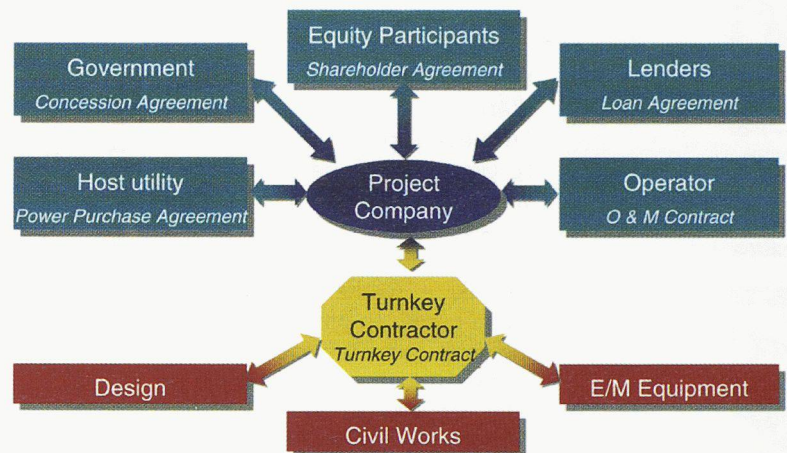 Equity Participants
Shareholder Agreement
Government
Concession Agreement
Lenders
Loan Agreement
Host utility
Power Purchase Agreement
Project
Company
Operator
O & M Contract
Turnkey
Contractor
Turnkey Contract
Design
E/M Equipment
Civil Works